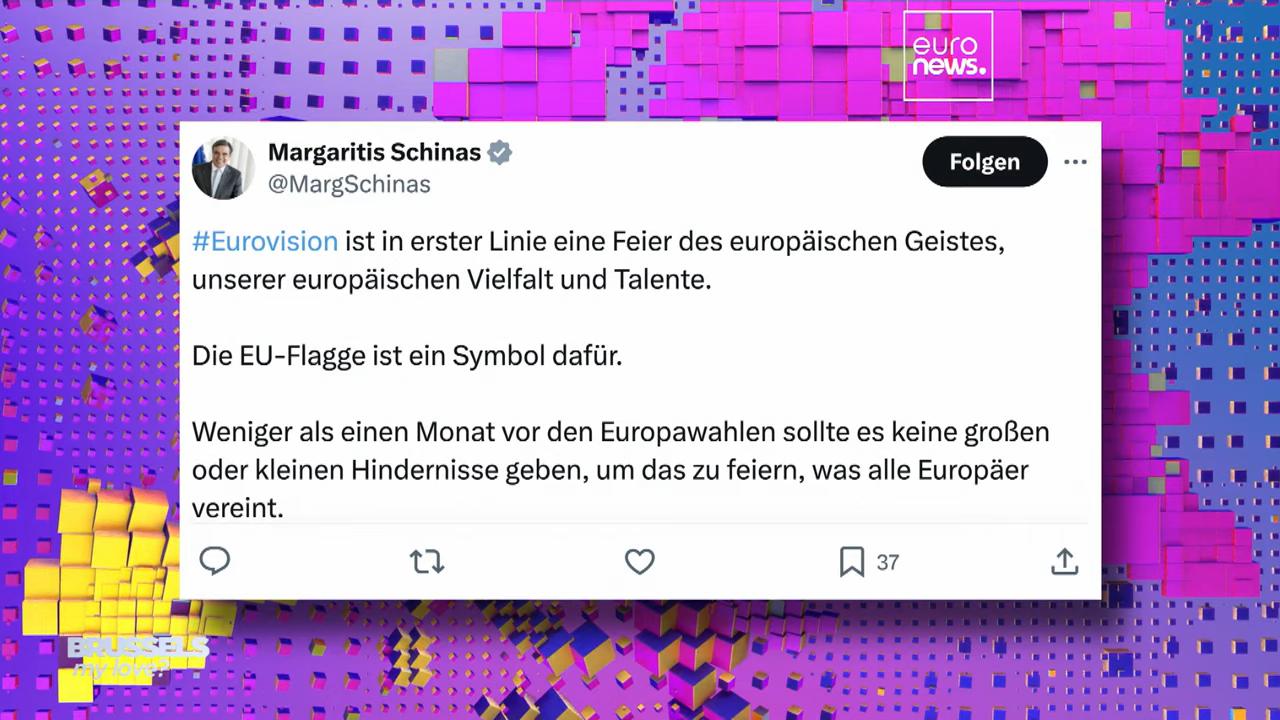 euro
news.
Margaritis Schinas
@MargSchinas
Folgen
#Eurovision ist in erster Linie eine Feier des europäischen Geistes,
unserer europäischen Vielfalt und Talente.
Die EU-Flagge ist ein Symbol dafür.
Weniger als einen Monat vor den Europawahlen sollte es keine großen
oder kleinen Hindernisse geben, um das zu feiern, was alle Europäer
vereint.
37
BRUSSELS
my love?